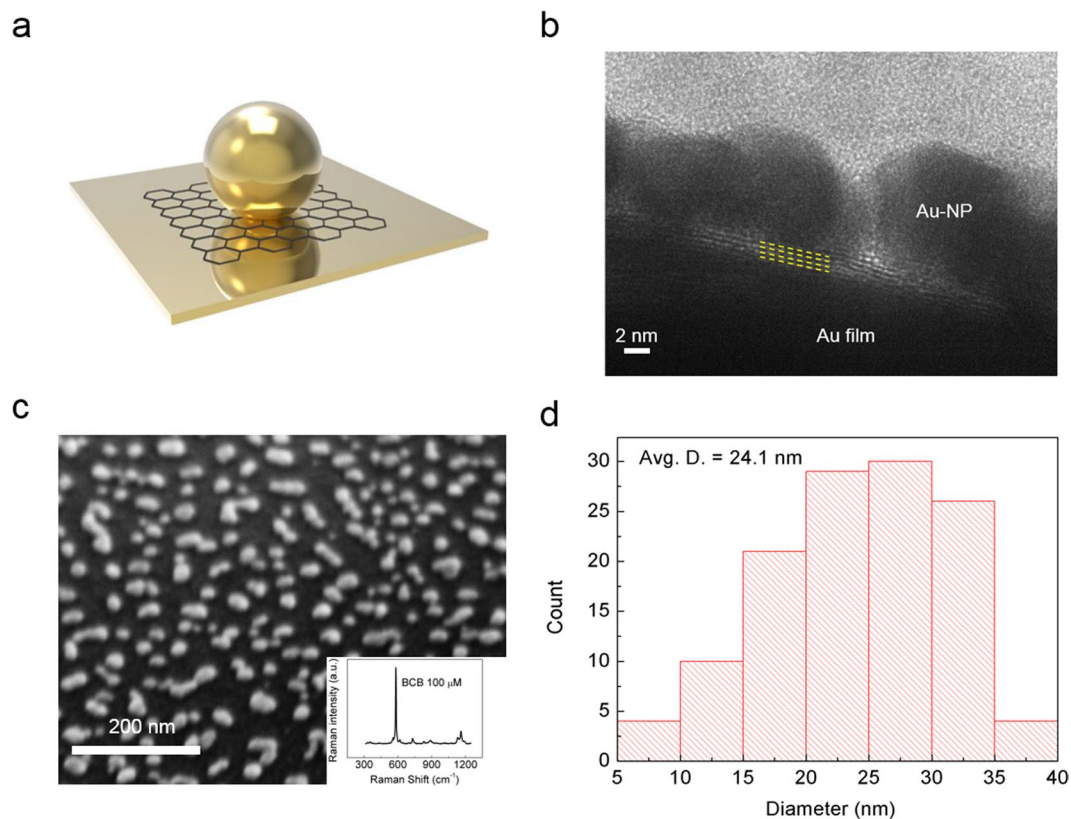 a
b
Au-NP
2 nm
Au film
c
200 nm
Raman intensity (a.u.)
BCB 100 μM
300 600 900 1200
Raman Shift (cm⁻¹)
d
Avg. D. = 24.1 nm
Count
30
25
20
15
10
5
0
5 10 15 20 25 30 35 40
Diameter (nm)